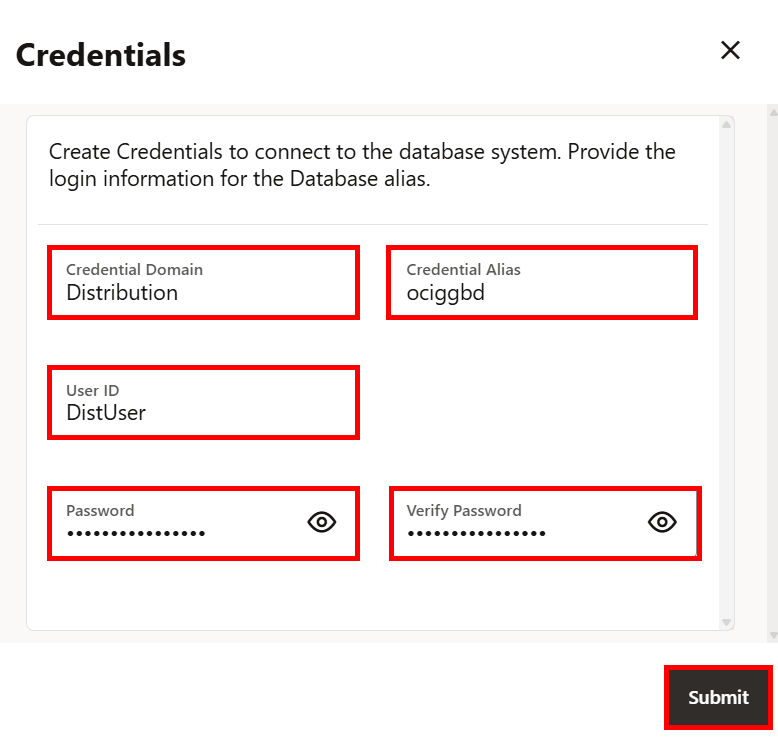 Credentials
Create Credentials to connect to the database system. Provide the
login information for the Database alias.
Credential Domain
Distribution
Credential Alias
ociggbd
User ID
DistUser
Password
••••••••••••••••
Verify Password
••••••••••••••••
Submit